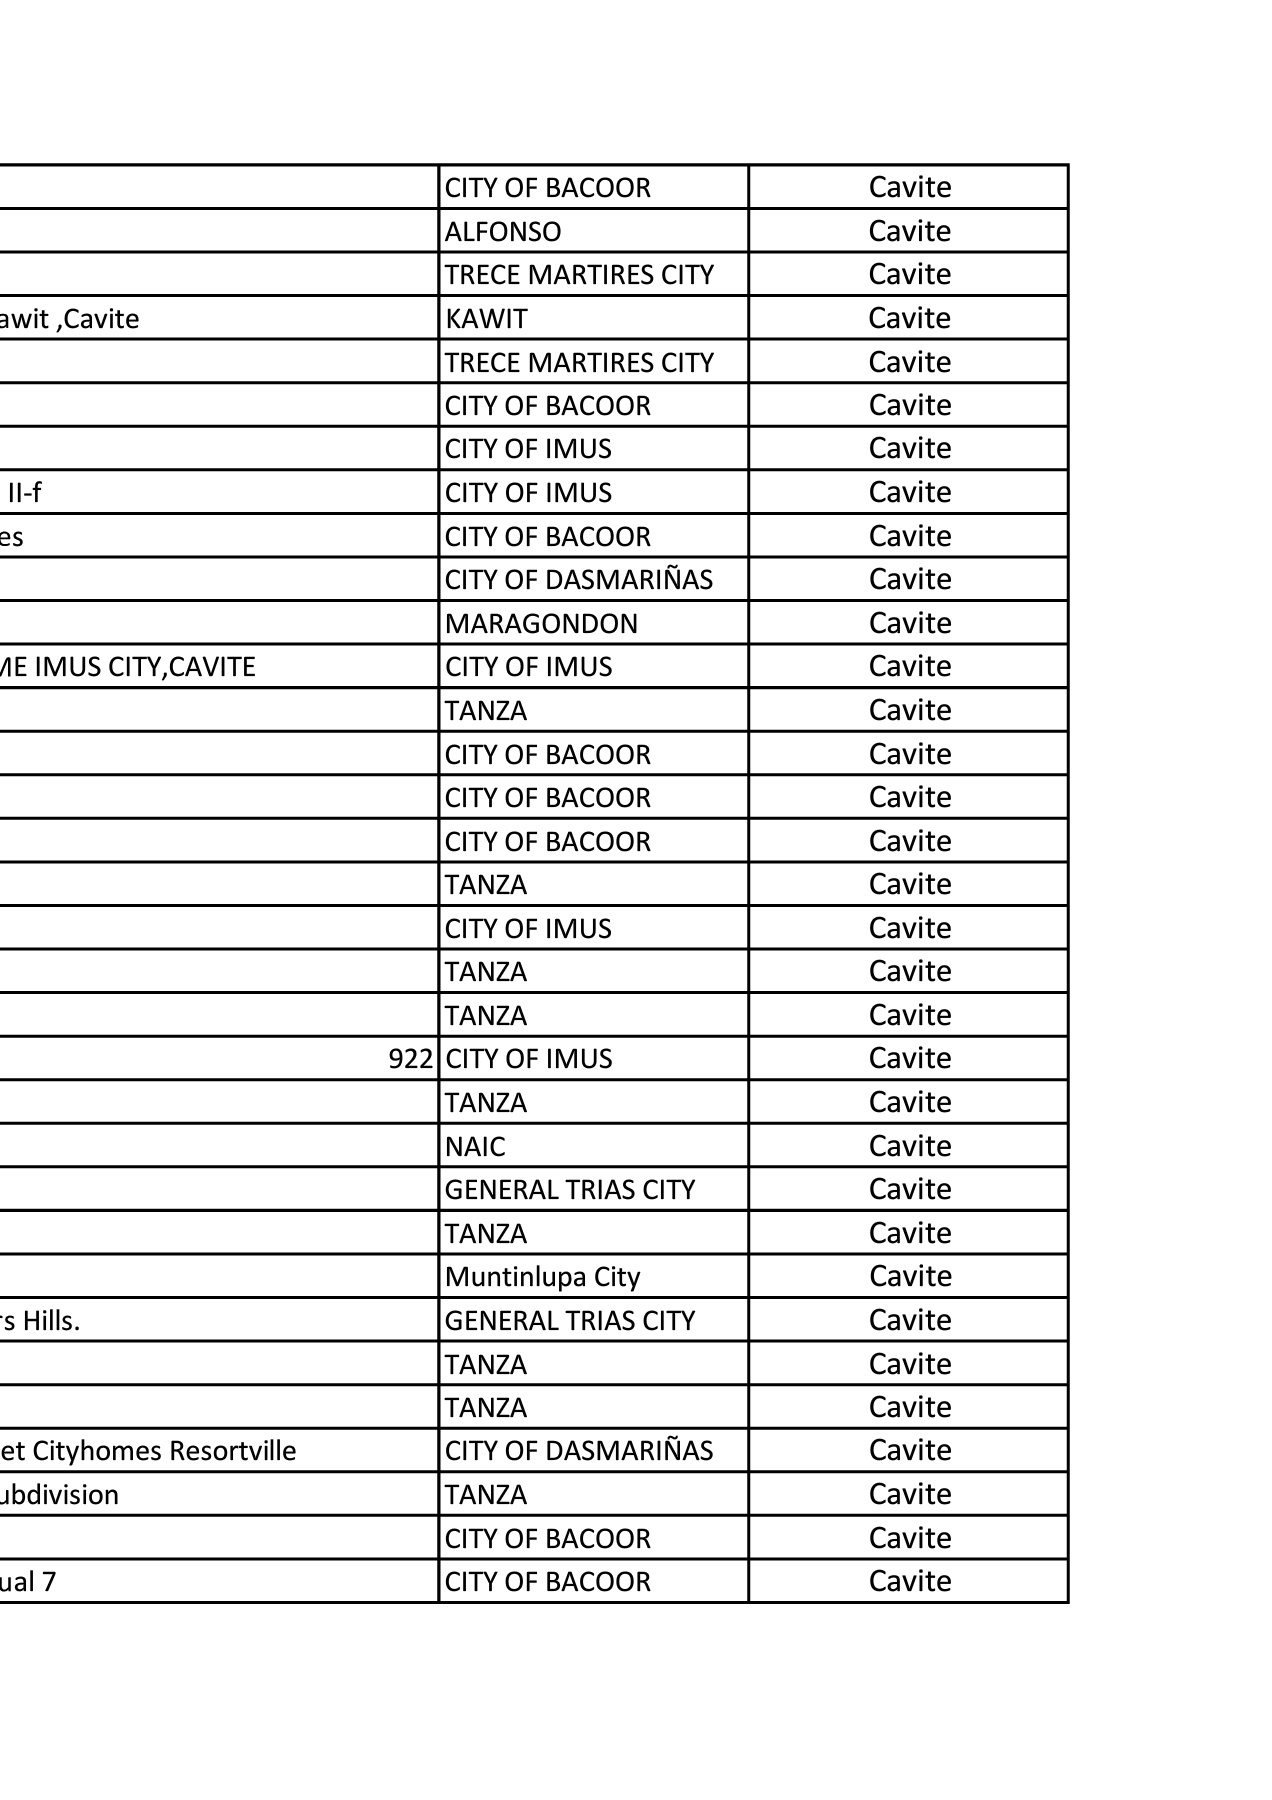 CITY OF BACOOR Cavite
ALFONSO Cavite
TRECE MARTIRES CITY Cavite
awit ,Cavite KAWIT Cavite
TRECE MARTIRES CITY Cavite
CITY OF BACOOR Cavite
CITY OF IMUS Cavite
II-f CITY OF IMUS Cavite
es CITY OF BACOOR Cavite
CITY OF DASMARIÑAS Cavite
MARAGONDON Cavite
ME IMUS CITY,CAVITE CITY OF IMUS Cavite
TANZA Cavite
CITY OF BACOOR Cavite
CITY OF BACOOR Cavite
CITY OF BACOOR Cavite
TANZA Cavite
CITY OF IMUS Cavite
TANZA Cavite
TANZA Cavite
922 CITY OF IMUS Cavite
TANZA Cavite
NAIC Cavite
GENERAL TRIAS CITY Cavite
TANZA Cavite
Muntinlupa City Cavite
rs Hills. GENERAL TRIAS CITY Cavite
TANZA Cavite
TANZA Cavite
et Cityhomes Resortville CITY OF DASMARIÑAS Cavite
ubdivision TANZA Cavite
CITY OF BACOOR Cavite
ual 7 CITY OF BACOOR Cavite